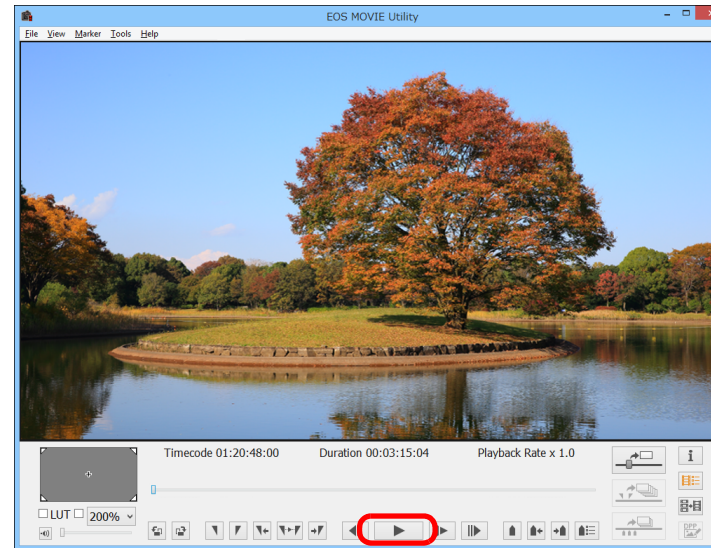 EOS MOVIE Utility
File View Marker Tools Help
Timecode 01:20:48:00 Duration 00:03:15:04 Playback Rate x 1.0
LUT 200%
DPP